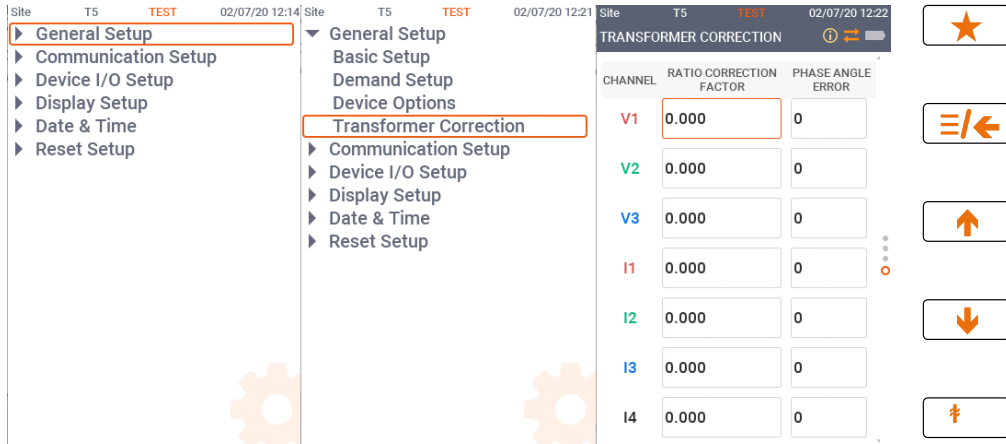 Site T5 TEST 02/07/20 12:14
General Setup
Communication Setup
Device I/O Setup
Display Setup
Date & Time
Reset Setup
Site T5 TEST 02/07/20 12:21
General Setup
Basic Setup
Demand Setup
Device Options
Transformer Correction
Communication Setup
Device I/O Setup
Display Setup
Date & Time
Reset Setup
Site T5 TEST 02/07/20 12:22
TRANSFORMER CORRECTION
CHANNEL RATIO CORRECTION FACTOR PHASE ANGLE ERROR
V1 0.000 0
V2 0.000 0
V3 0.000 0
I1 0.000 0
I2 0.000 0
I3 0.000 0
I4 0.000 0